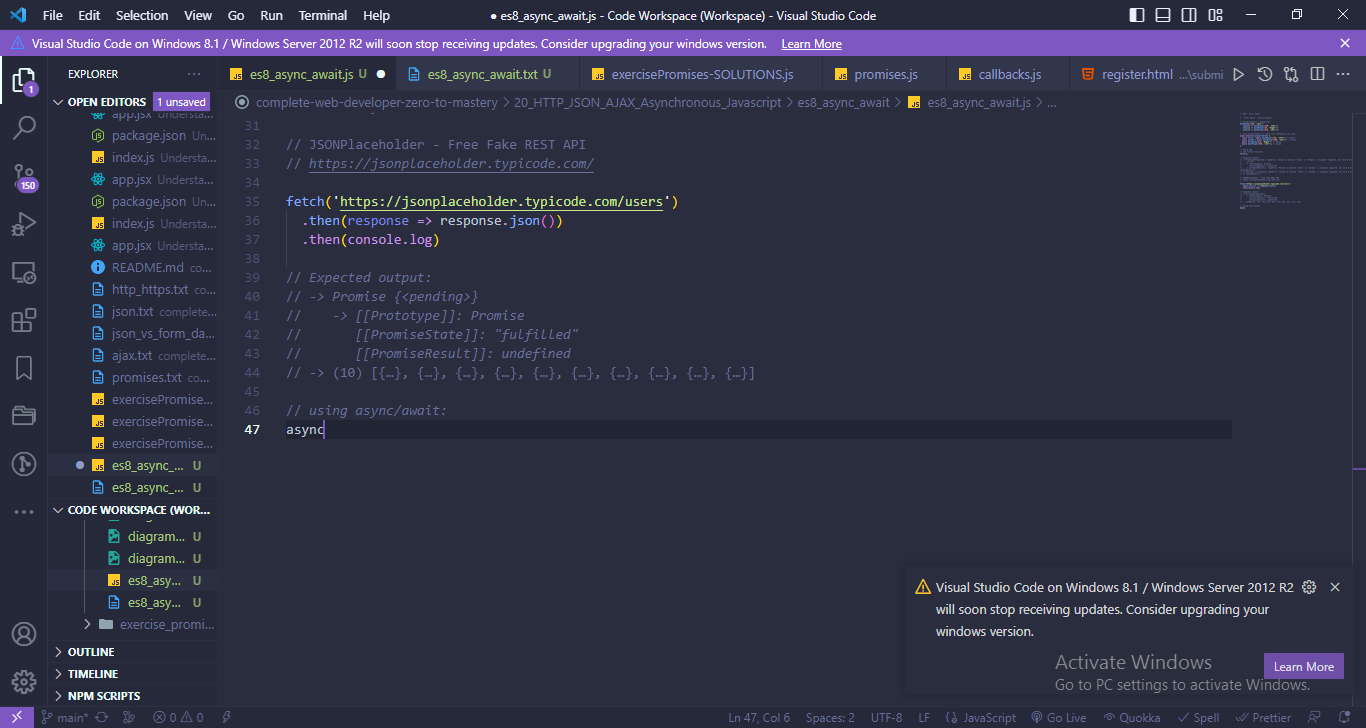 File Edit Selection View Go Run Terminal Help
● es8_async_await.js - Code Workspace (Workspace) - Visual Studio Code
Visual Studio Code on Windows 8.1 / Windows Server 2012 R2 will soon stop receiving updates. Consider upgrading your windows version. Learn More
EXPLORER
es8_async_await.js U
es8_async_await.txt U
exercisePromises-SOLUTIONS.js
promises.js
callbacks.js
register.html ...\submi
OPEN EDITORS 1 unsaved
complete-web-developer-zero-to-mastery > 20_HTTP_JSON_AJAX_Asynchronous_Javascript > es8_async_await > es8_async_await.js > ...
app.jsx Understa...
package.json Un...
index.js Understa...
app.jsx Understa...
package.json Un...
index.js Understa...
app.jsx Understa...
README.md co...
http_https.txt co...
json.txt complete...
json_vs_form_da...
ajax.txt complete...
promises.txt co...
exercisePromise...
exercisePromise...
exercisePromise...
es8_async_... U
es8_async_... U
CODE WORKSPACE (WOR...
diagram... U
diagram... U
es8_asy... U
es8_asy... U
exercise_promi...
OUTLINE
TIMELINE
NPM SCRIPTS
1
150
31
32 // JSONPlaceholder - Free Fake REST API
33 // https://jsonplaceholder.typicode.com/
34
35 fetch('https://jsonplaceholder.typicode.com/users')
36 .then(response => response.json())
37 .then(console.log)
38
39 // Expected output:
40 // -> Promise {<pending>}
41 // -> [[Prototype]]: Promise
42 // [[PromiseState]]: "fulfilled"
43 // [[PromiseResult]]: undefined
44 // -> (10) [{…}, {…}, {…}, {…}, {…}, {…}, {…}, {…}, {…}, {…}]
45
46 // using async/await:
47 async
Visual Studio Code on Windows 8.1 / Windows Server 2012 R2
will soon stop receiving updates. Consider upgrading your
windows version.
Learn More
Activate Windows
Go to PC settings to activate Windows.
main* 0 0
Ln 47, Col 6 Spaces: 2 UTF-8 LF JavaScript Go Live Quokka Spell Prettier